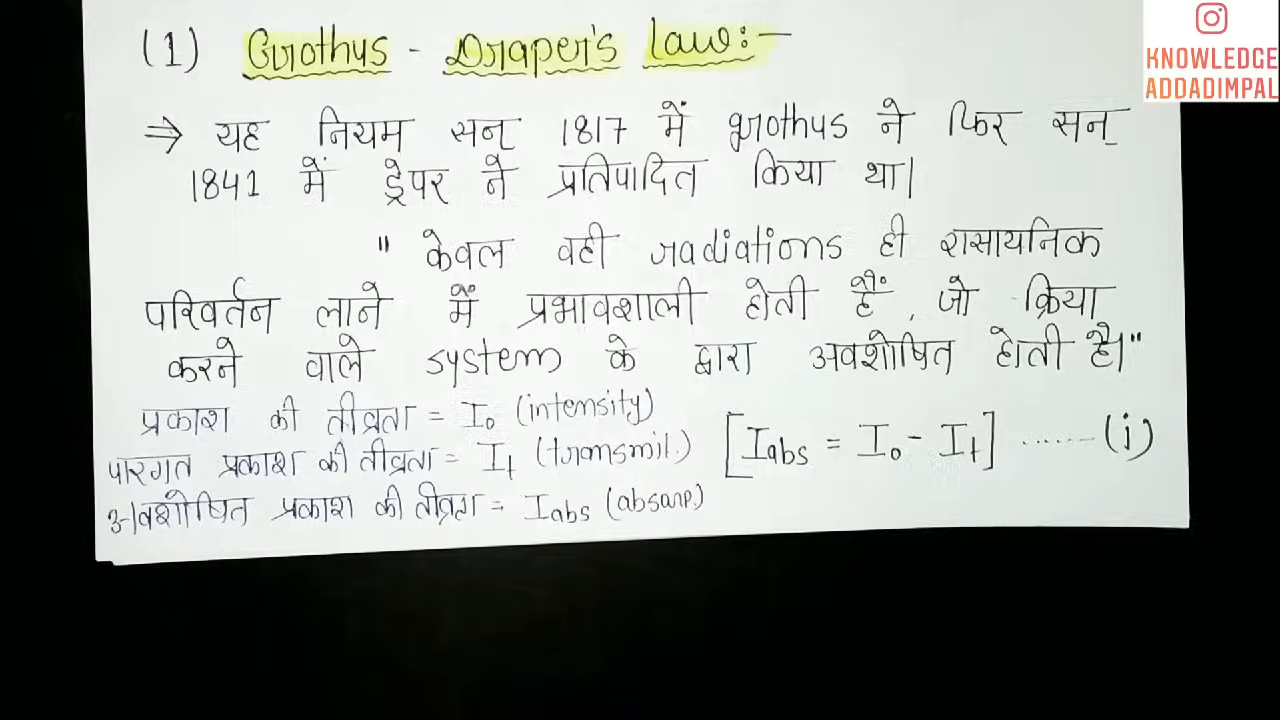 KNOWLEDGE
ADDADIMPAL
(1) Grothus - Draper's Law:-
⇒ यह नियम सन् 1817 में grothus ने फिर सन्
1841 में ड्रेपर ने प्रतिपादित किया था।
" केवल वही radiations ही रासायनिक
परिवर्तन लाने में प्रभावशाली होती हैं, जो क्रिया
करने वाले system के द्वारा अवशोषित होती है।"
प्रकाश की तीव्रता = I₀ (intensity)
पारगत प्रकाश की तीव्रता = Iₜ (transmit.)
[Iabs = I₀ - Iₜ] ...... (i)
अवशोषित प्रकाश की तीव्रता = Iabs (absorp.)